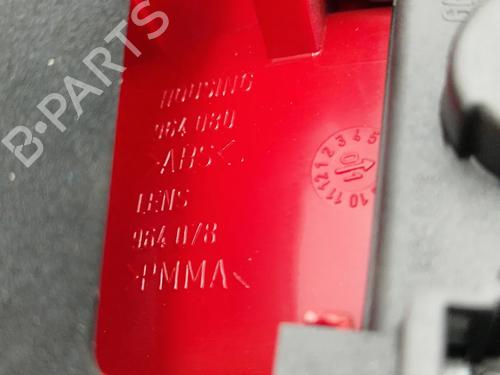 B-PARTS
HOUSING
964 080
>ABS<
LENS
964 078
>PMMA<